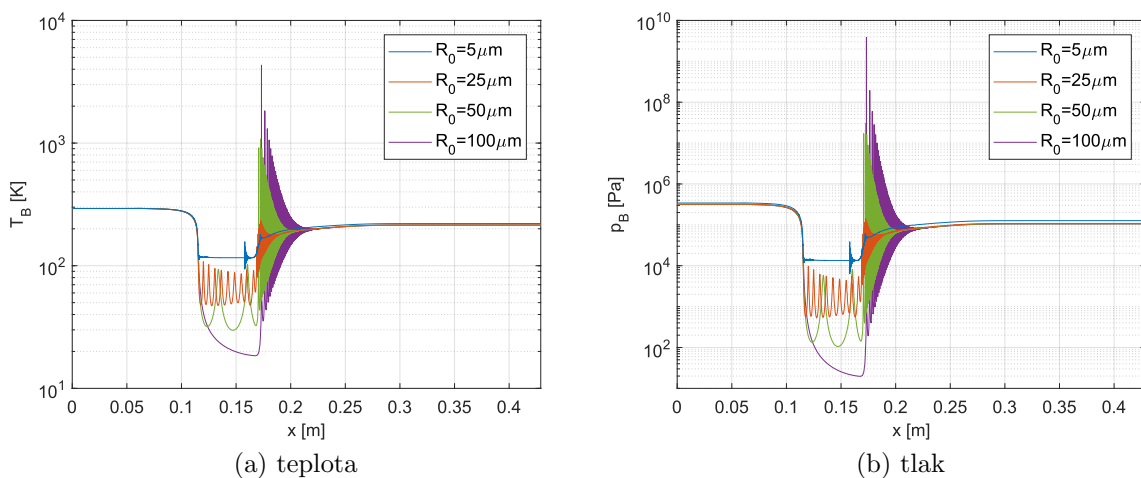 10^4
10^3
10^2
10^1
T_B [K]
0 0.05 0.1 0.15 0.2 0.25 0.3 0.35 0.4
x [m]
R_0=5μm
R_0=25μm
R_0=50μm
R_0=100μm
(a) teplota
10^10
10^8
10^6
10^4
10^2
p_B [Pa]
0 0.05 0.1 0.15 0.2 0.25 0.3 0.35 0.4
x [m]
R_0=5μm
R_0=25μm
R_0=50μm
R_0=100μm
(b) tlak